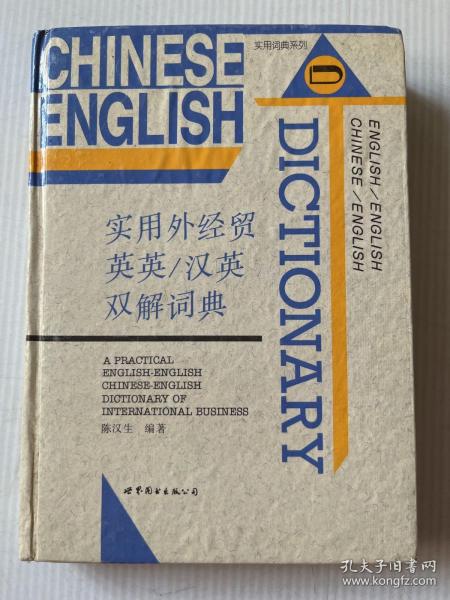 CHINESE
ENGLISH
实用词典系列
D
DICTIONARY
ENGLISH/ENGLISH
CHINESE/ENGLISH
实用外经贸
英英/汉英
双解词典
A PRACTICAL
ENGLISH-ENGLISH
CHINESE-ENGLISH
DICTIONARY OF
INTERNATIONAL BUSINESS
陈汉生 编著
世界图书出版公司
孔夫子旧书网
www.kongfz.com